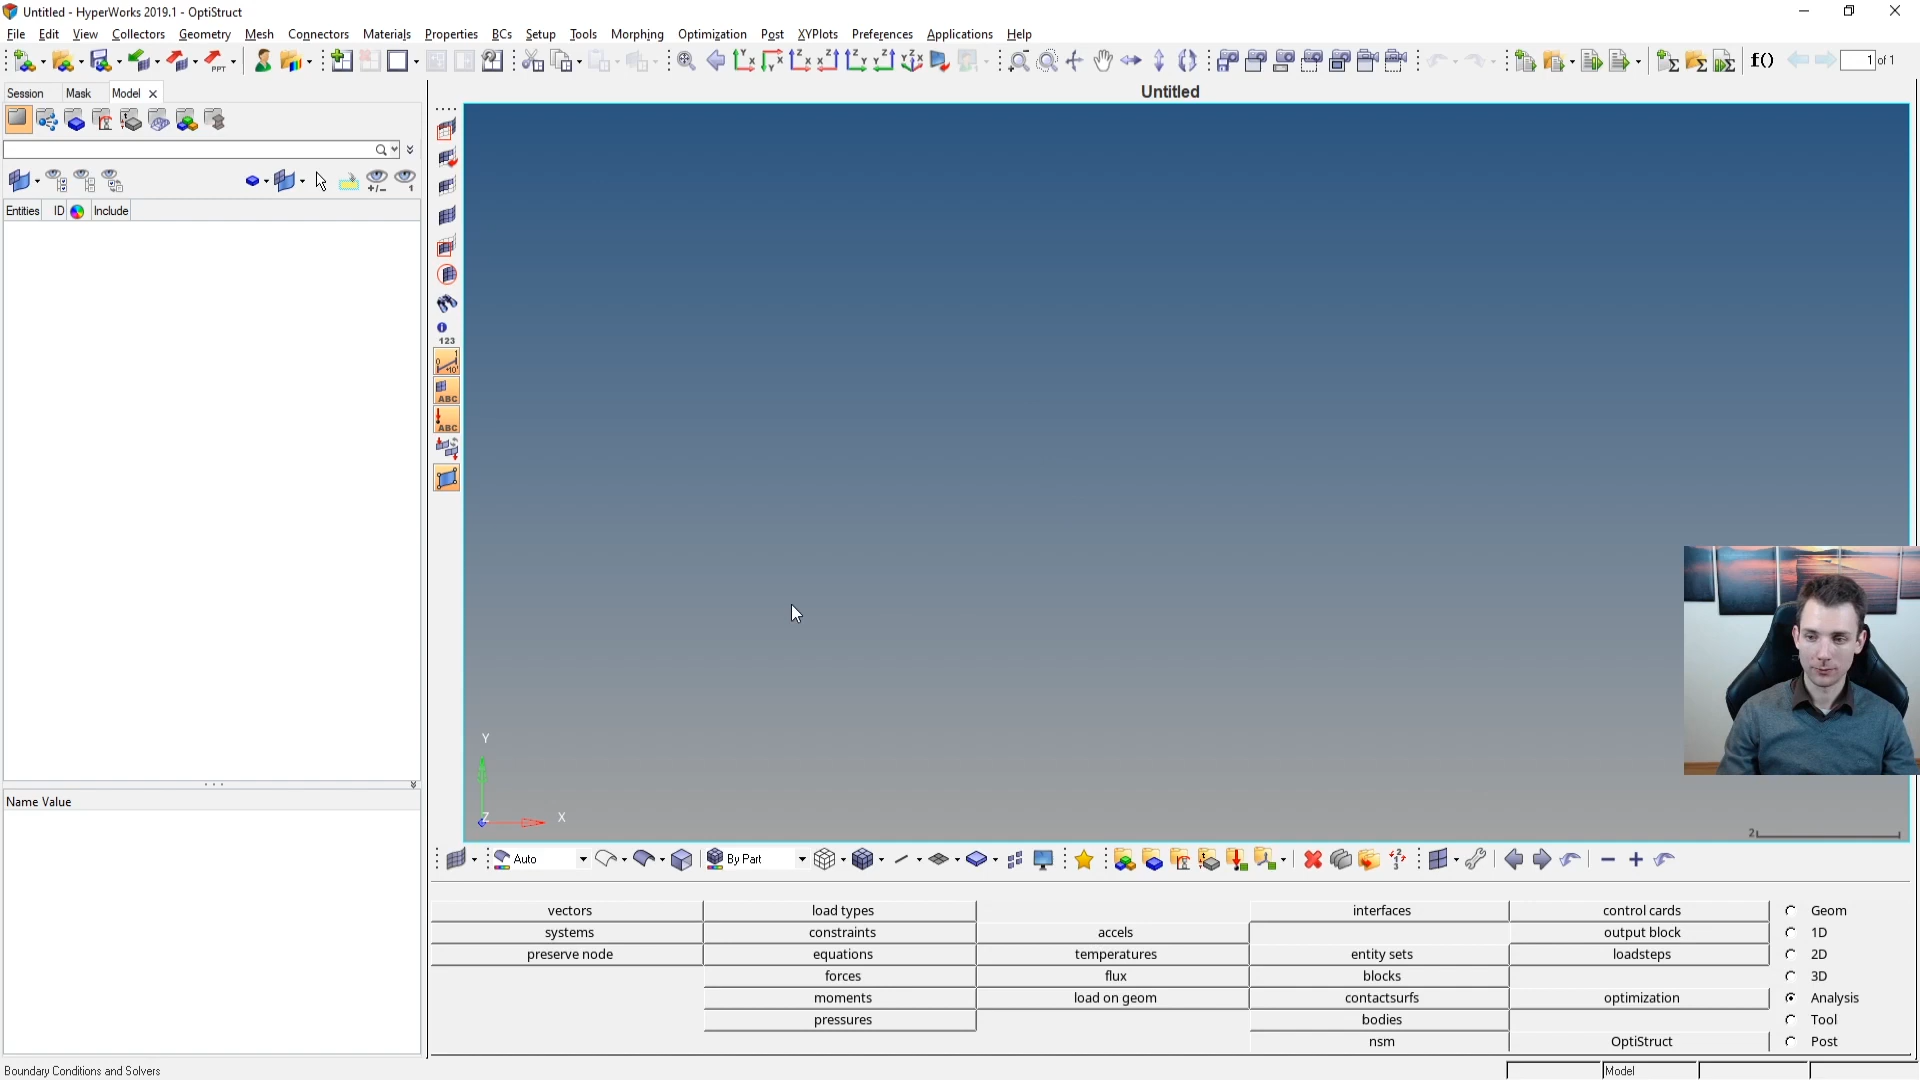 Untitled - HyperWorks 2019.1 - OptiStruct
File Edit View Collectors Geometry Mesh Connectors Materials Properties BCs Setup Tools Morphing Optimization Post XYPlots Preferences Applications Help
1 of 1
Session Mask Model
Untitled
Entities ID Include
123
ABC
ABC
Y
Z X
2
Name Value
Auto By Part
vectors load types interfaces control cards Geom
systems constraints accels output block 1D
preserve node equations temperatures entity sets loadsteps 2D
forces flux blocks 3D
moments load on geom contactsurfs optimization Analysis
pressures bodies Tool
nsm OptiStruct Post
Boundary Conditions and Solvers Model